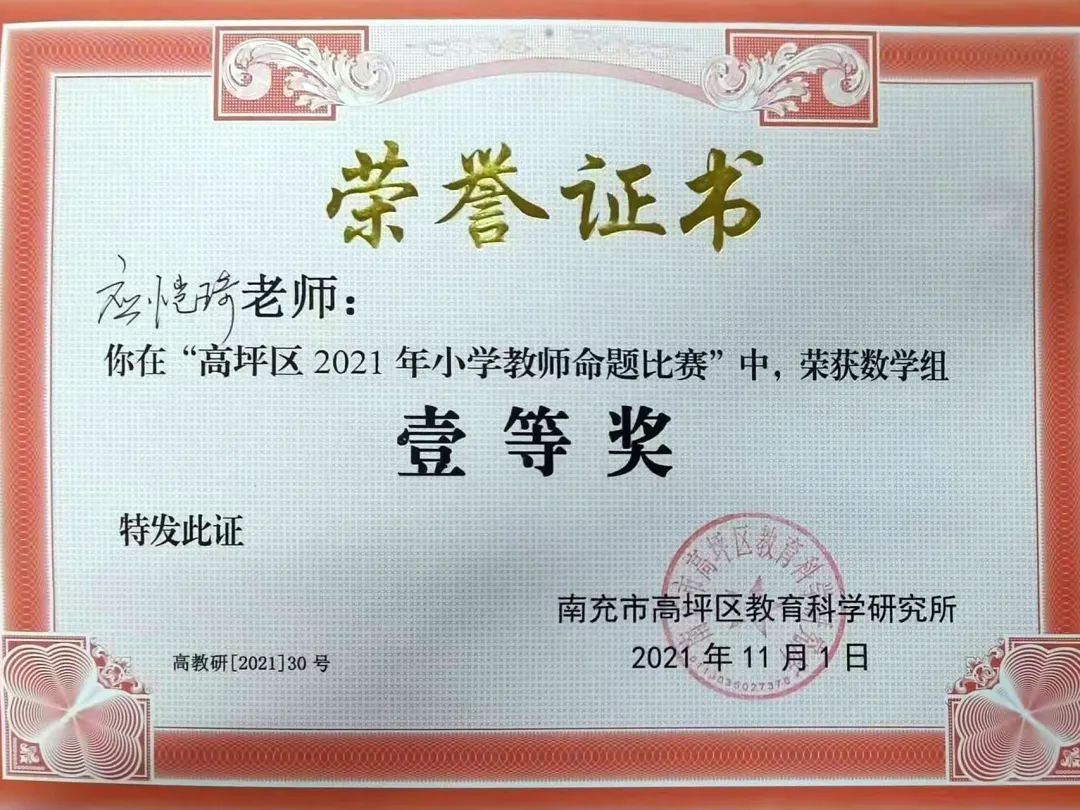 荣誉证书
应恺琦老师：
你在“高坪区2021年小学教师命题比赛”中，荣获数学组
壹等奖
特发此证
南充市高坪区教育科学研究所
高教研[2021]30号
2021年11月1日